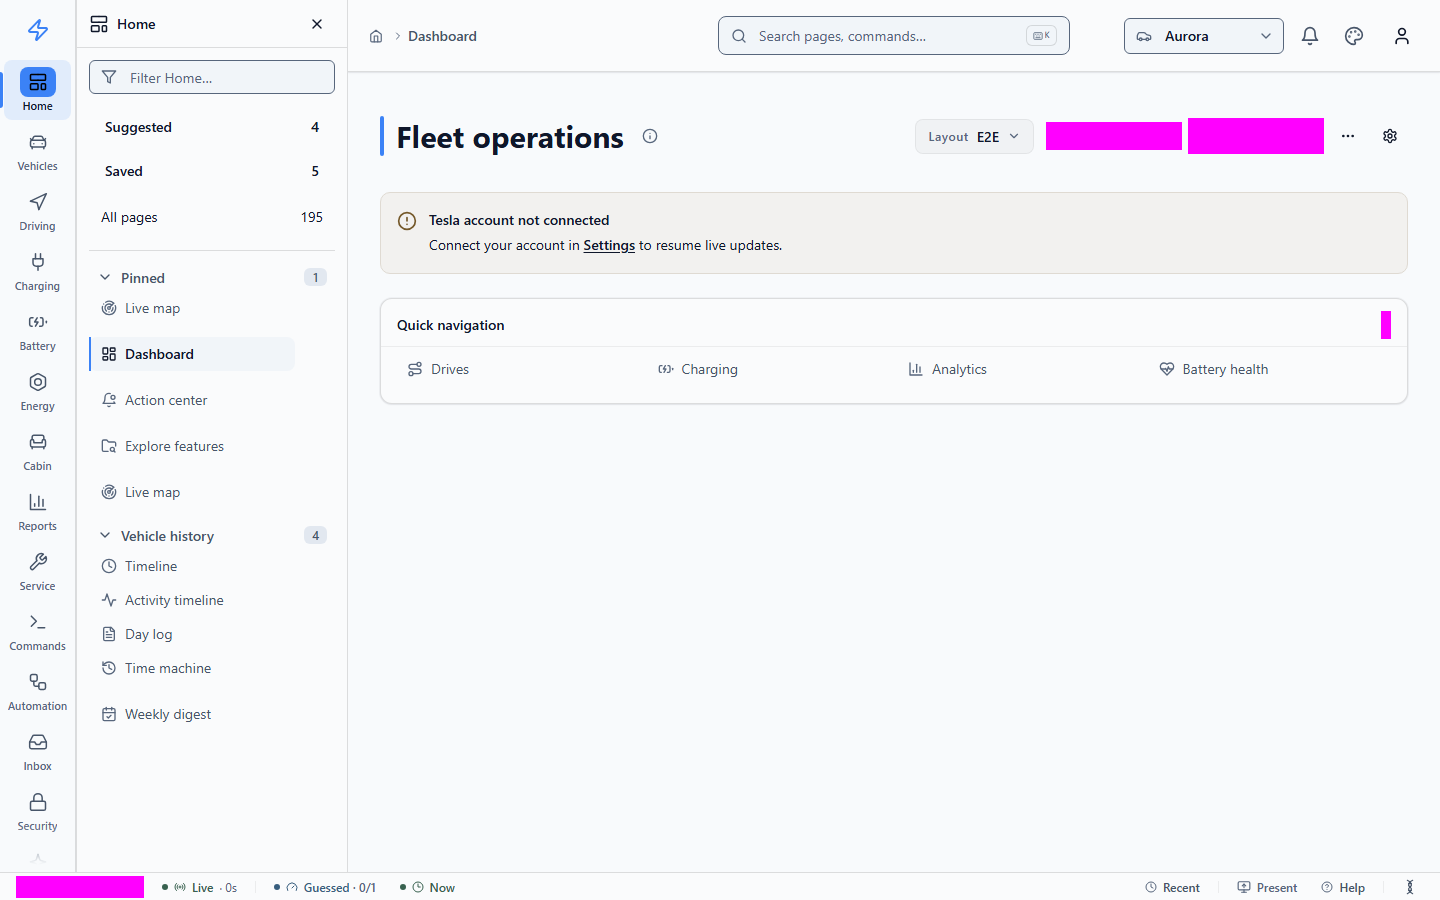 Home
Vehicles
Driving
Charging
Battery
Energy
Cabin
Reports
Service
Commands
Automation
Inbox
Security
Home
Filter Home...
Suggested 4
Saved 5
All pages 195
Pinned 1
Live map
Dashboard
Action center
Explore features
Live map
Vehicle history 4
Timeline
Activity timeline
Day log
Time machine
Weekly digest
Dashboard
Search pages, commands... K
Aurora
Fleet operations
Layout E2E
Tesla account not connected
Connect your account in Settings to resume live updates.
Quick navigation
Drives Charging Analytics Battery health
Live · 0s Guessed · 0/1 Now
Recent Present Help